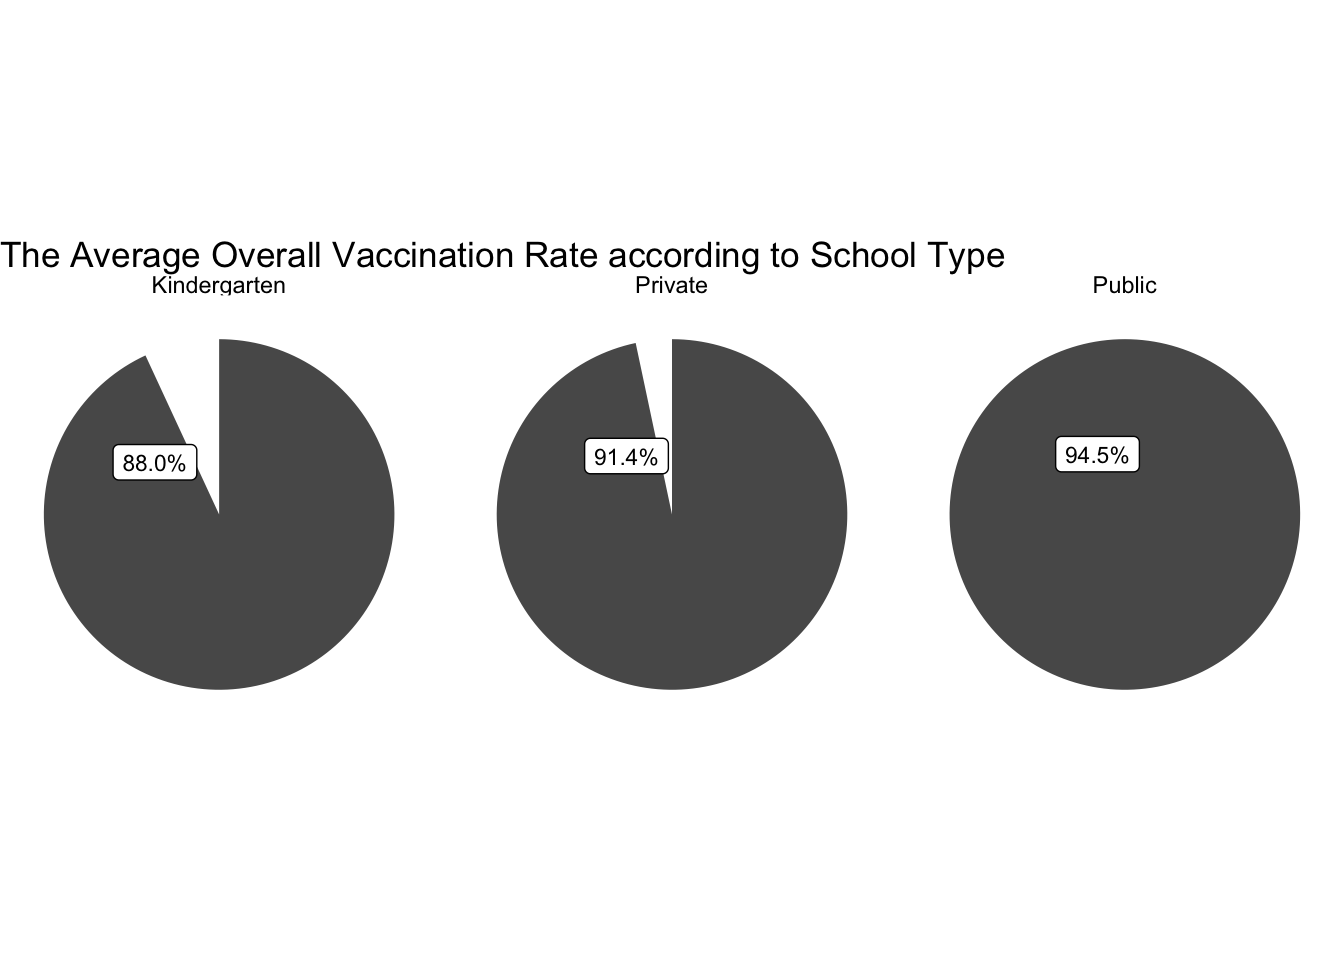 The Average Overall Vaccination Rate according to School Type
Kindergarten
Private
Public
88.0%
91.4%
94.5%